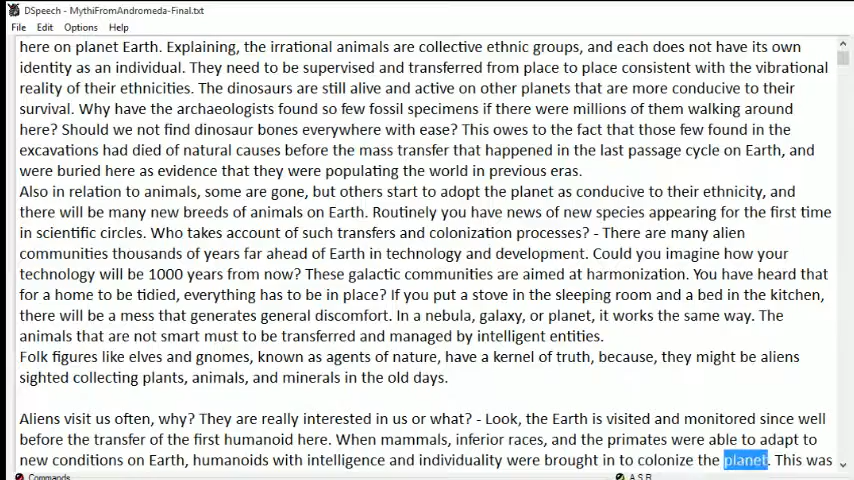 DSpeech - MythiFromAndromeda-Final.txt
File Edit Options Help
here on planet Earth. Explaining, the irrational animals are collective ethnic groups, and each does not have its own
identity as an individual. They need to be supervised and transferred from place to place consistent with the vibrational
reality of their ethnicities. The dinosaurs are still alive and active on other planets that are more conducive to their
survival. Why have the archaeologists found so few fossil specimens if there were millions of them walking around
here? Should we not find dinosaur bones everywhere with ease? This owes to the fact that those few found in the
excavations had died of natural causes before the mass transfer that happened in the last passage cycle on Earth, and
were buried here as evidence that they were populating the world in previous eras.
Also in relation to animals, some are gone, but others start to adopt the planet as conducive to their ethnicity, and
there will be many new breeds of animals on Earth. Routinely you have news of new species appearing for the first time
in scientific circles. Who takes account of such transfers and colonization processes? - There are many alien
communities thousands of years far ahead of Earth in technology and development. Could you imagine how your
technology will be 1000 years from now? These galactic communities are aimed at harmonization. You have heard that
for a home to be tidied, everything has to be in place? If you put a stove in the sleeping room and a bed in the kitchen,
there will be a mess that generates general discomfort. In a nebula, galaxy, or planet, it works the same way. The
animals that are not smart must to be transferred and managed by intelligent entities.
Folk figures like elves and gnomes, known as agents of nature, have a kernel of truth, because, they might be aliens
sighted collecting plants, animals, and minerals in the old days.
Aliens visit us often, why? They are really interested in us or what? - Look, the Earth is visited and monitored since well
before the transfer of the first humanoid here. When mammals, inferior races, and the primates were able to adapt to
new conditions on Earth, humanoids with intelligence and individuality were brought in to colonize the planet. This was
Commands A.S.R